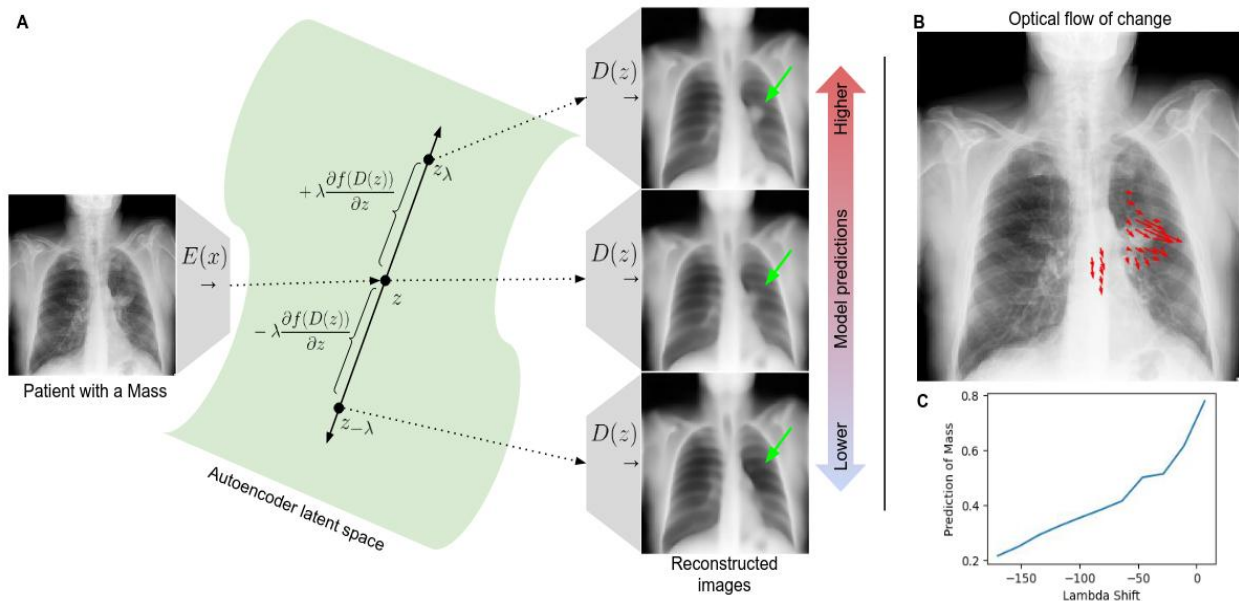 A
Patient with a Mass
E(x)
→
+ λ ∂f(D(z)) / ∂z
z_λ
z
− λ ∂f(D(z)) / ∂z
z_{−λ}
Autoencoder latent space
D(z)
→
D(z)
→
D(z)
→
Reconstructed
images
Higher
Model predictions
Lower
B
Optical flow of change
C
Prediction of Mass
0.8
0.6
0.4
0.2
−150
−100
−50
0
Lambda Shift